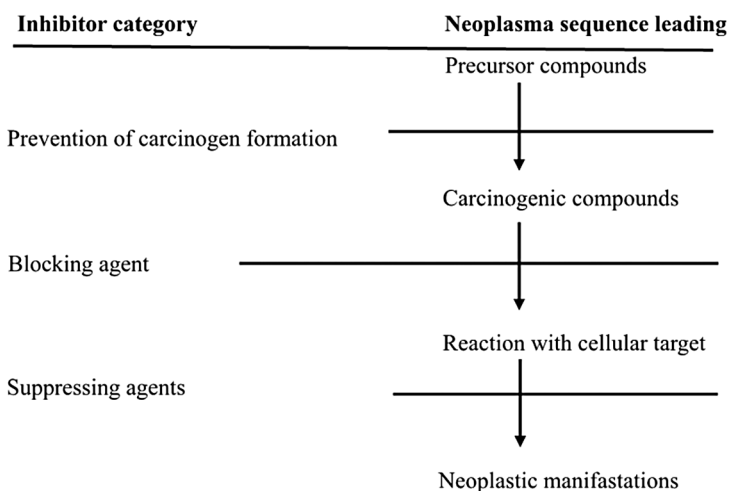 Inhibitor category
Neoplasma sequence leading
Precursor compounds
Prevention of carcinogen formation
Carcinogenic compounds
Blocking agent
Reaction with cellular target
Suppressing agents
Neoplastic manifastations